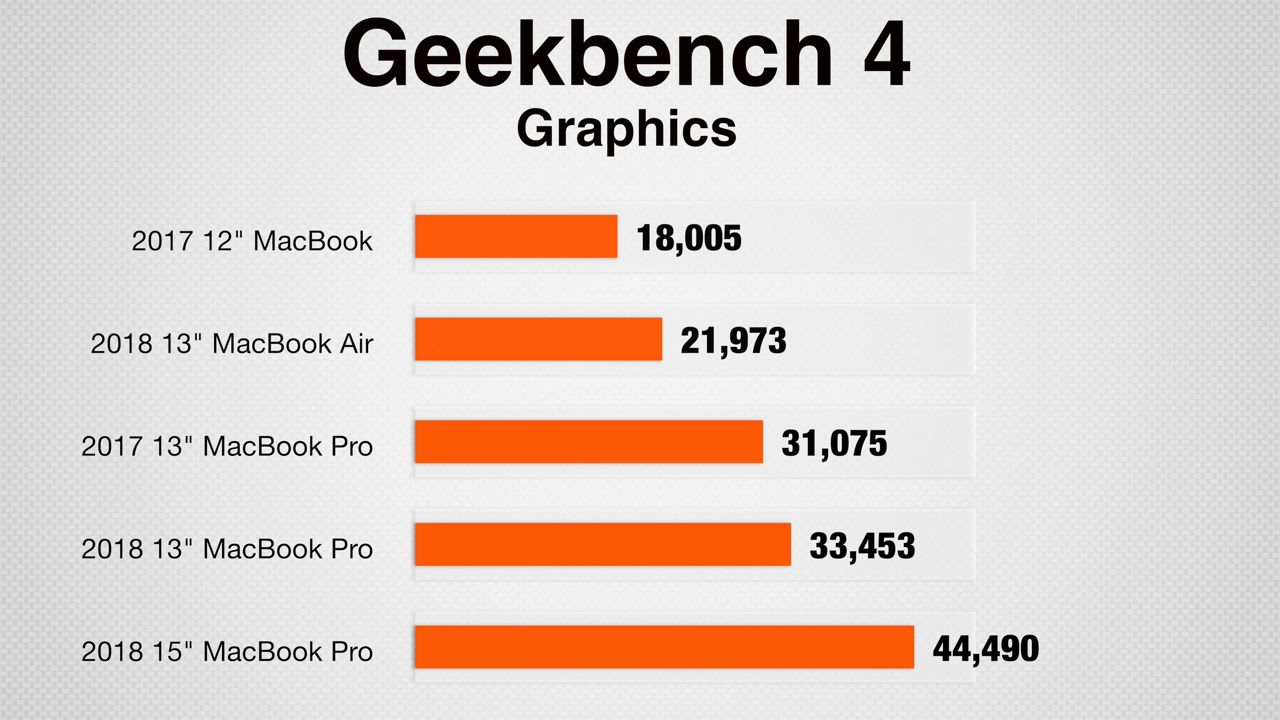 Geekbench 4
Graphics
2017 12" MacBook 18,005
2018 13" MacBook Air 21,973
2017 13" MacBook Pro 31,075
2018 13" MacBook Pro 33,453
2018 15" MacBook Pro 44,490